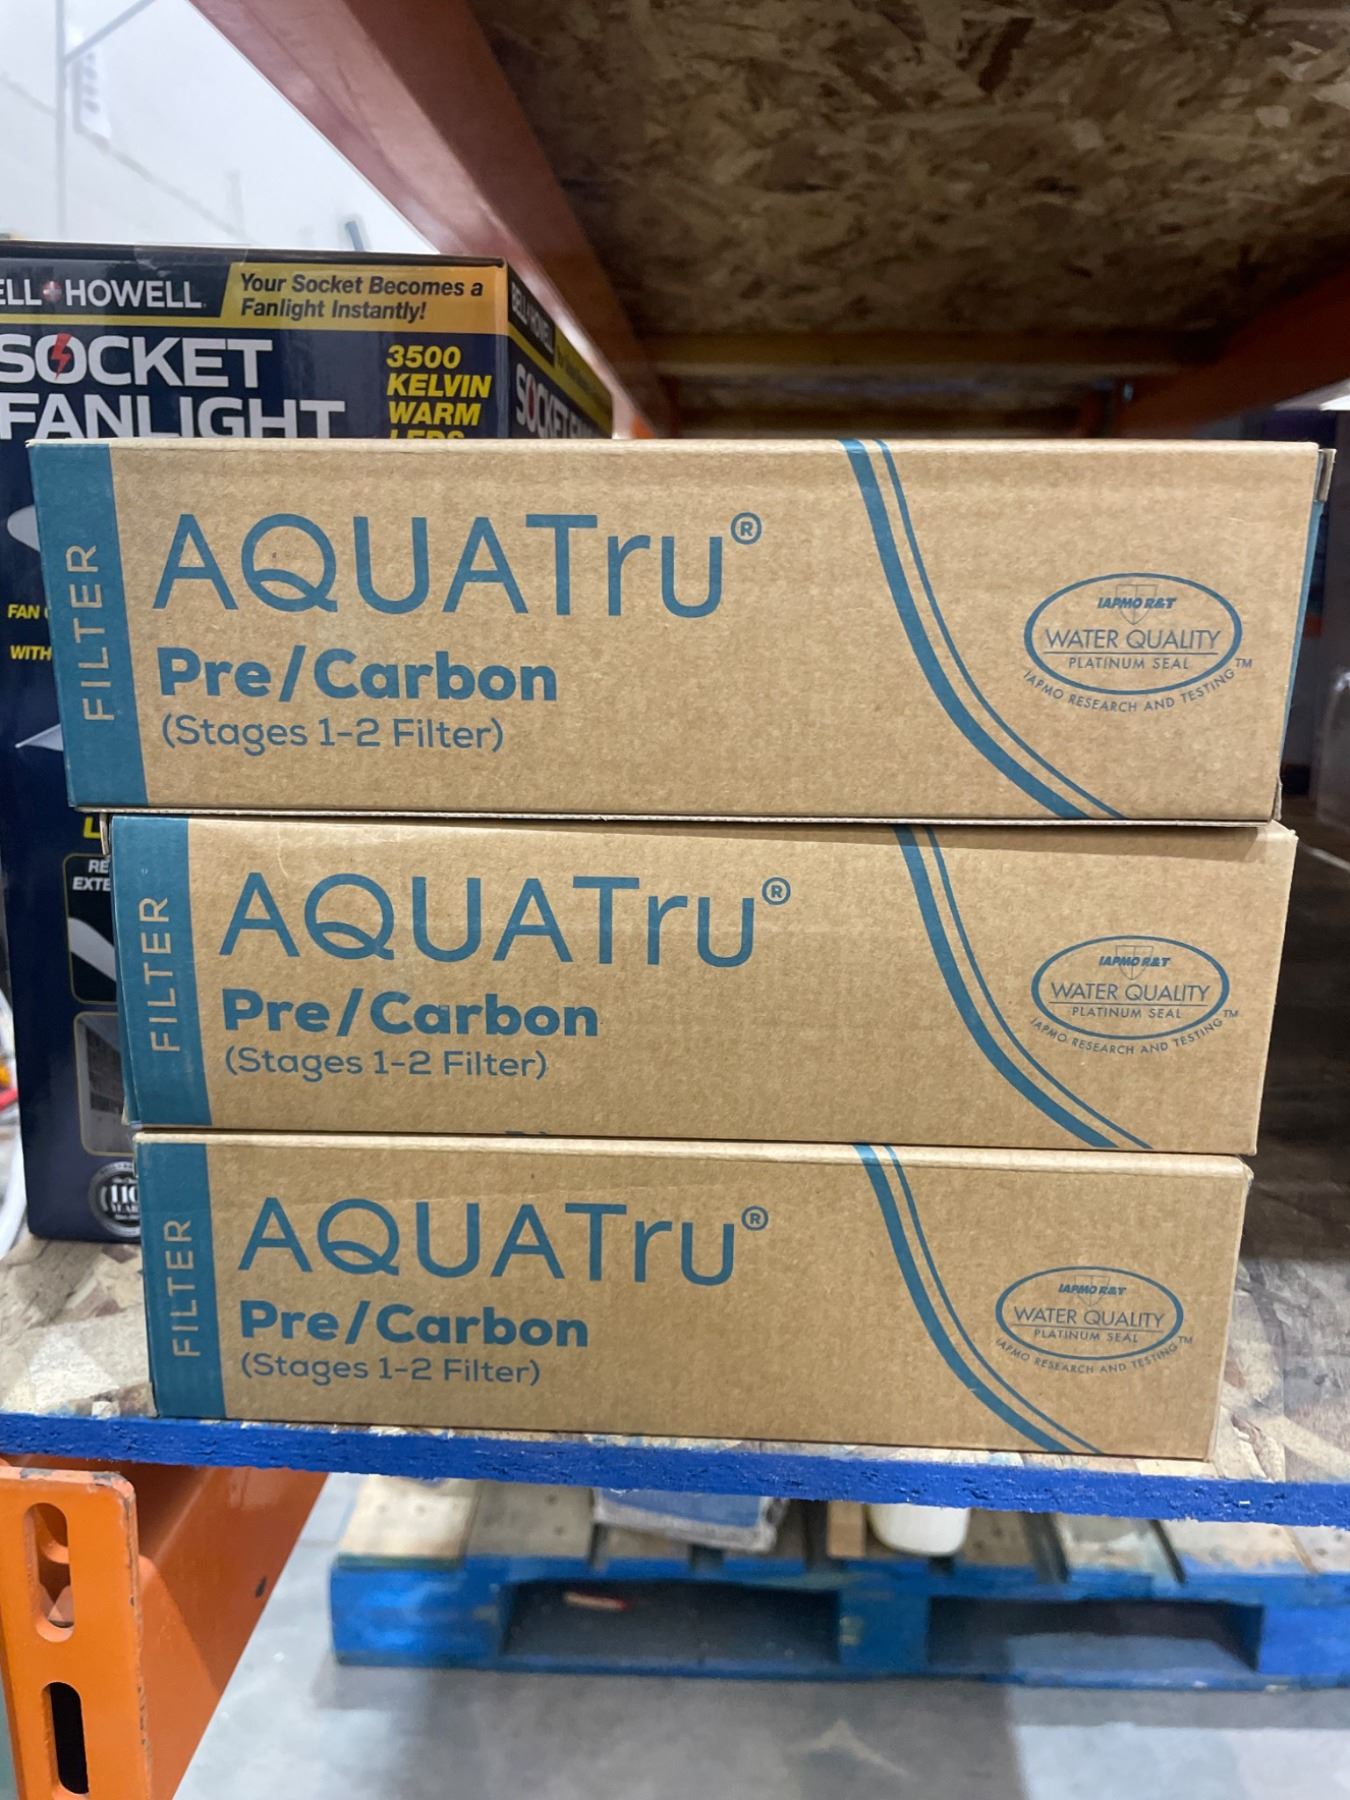 HOWELL
Your Socket Becomes a
Fanlight Instantly!
SOCKET
FANLIGHT
3500
KELVIN
WARM
LEDs
FAN
WITH
FILTER
AQUATru®
Pre/Carbon
(Stages 1-2 Filter)
IAPMO R&T
WATER QUALITY
PLATINUM SEAL
IAPMO RESEARCH AND TESTING™
FILTER
AQUATru®
Pre/Carbon
(Stages 1-2 Filter)
IAPMO R&T
WATER QUALITY
PLATINUM SEAL
IAPMO RESEARCH AND TESTING™
FILTER
AQUATru®
Pre/Carbon
(Stages 1-2 Filter)
IAPMO R&T
WATER QUALITY
PLATINUM SEAL
IAPMO RESEARCH AND TESTING™